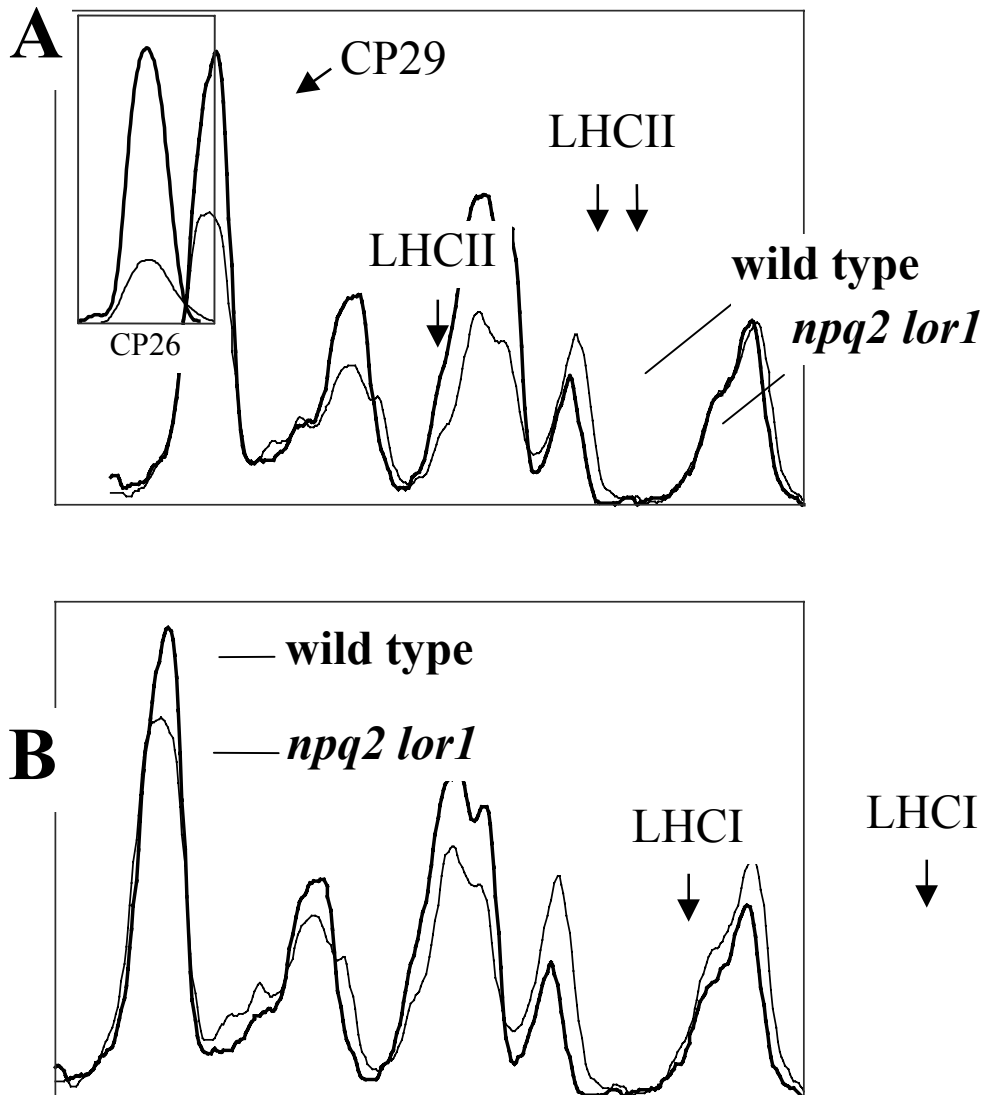 A
CP29
LHCII
LHCII
wild type
npq2 lor1
CP26
B
wild type
npq2 lor1
LHCI
LHCI